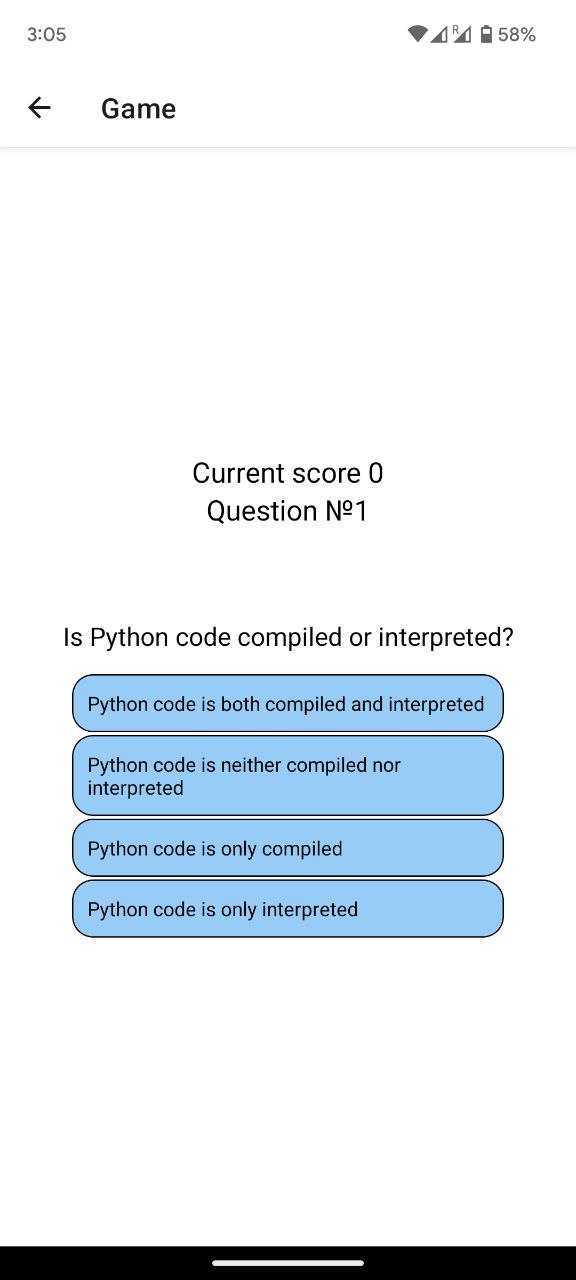 3:05
R
58%
Game
Current score 0
Question №1
Is Python code compiled or interpreted?
Python code is both compiled and interpreted
Python code is neither compiled nor
interpreted
Python code is only compiled
Python code is only interpreted